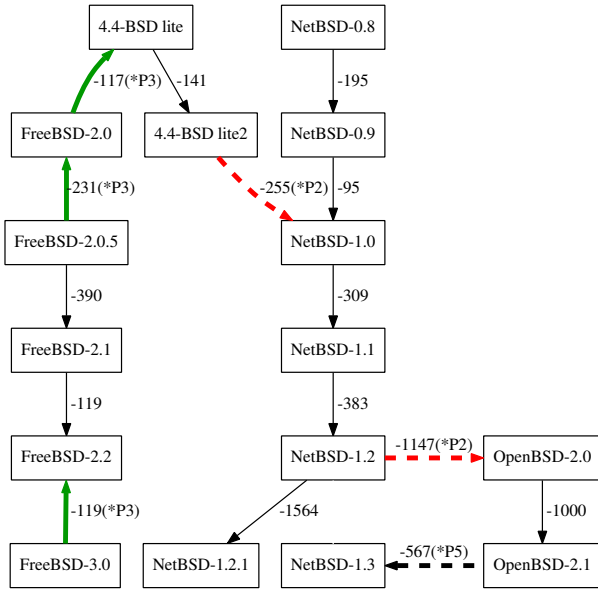 4.4-BSD lite
NetBSD-0.8
-117(*P3)
-141
-195
FreeBSD-2.0
4.4-BSD lite2
NetBSD-0.9
-231(*P3)
-255(*P2)
-95
FreeBSD-2.0.5
NetBSD-1.0
-390
-309
FreeBSD-2.1
NetBSD-1.1
-119
-383
FreeBSD-2.2
NetBSD-1.2
-1147(*P2)
OpenBSD-2.0
-119(*P3)
-1564
-1000
FreeBSD-3.0
NetBSD-1.2.1
NetBSD-1.3
-567(*P5)
OpenBSD-2.1